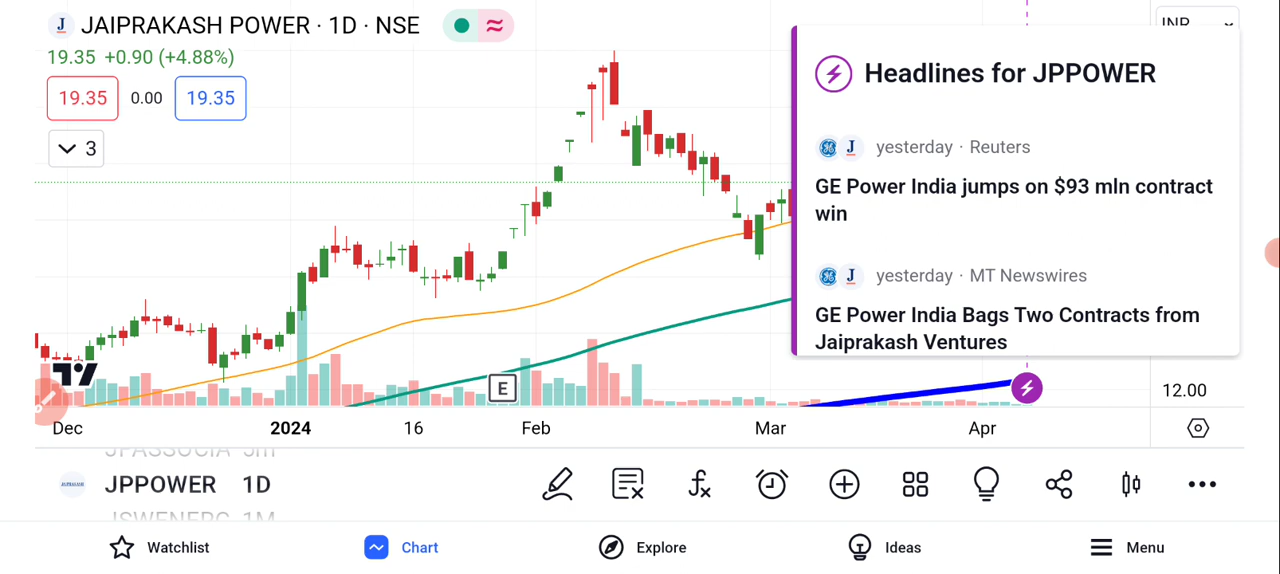 JAIPRAKASH POWER · 1D · NSE
19.35 +0.90 (+4.88%)
19.35 0.00 19.35
3
INR
Headlines for JPPOWER
yesterday · Reuters
GE Power India jumps on $93 mln contract
win
yesterday · MT Newswires
GE Power India Bags Two Contracts from
Jaiprakash Ventures
E
12.00
Dec 2024 16 Feb Mar Apr
JPPOWER 1D
Watchlist Chart Explore Ideas Menu